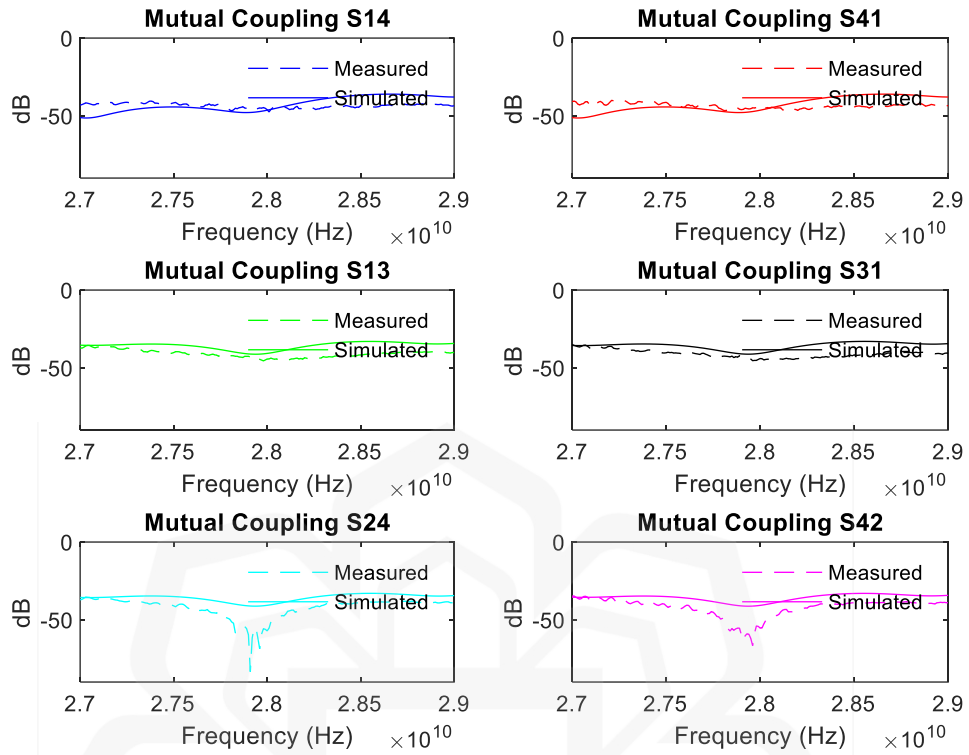 Mutual Coupling S14
0
-50
dB
Measured
Simulated
2.7 2.75 2.8 2.85 2.9
Frequency (Hz) ×10^10
Mutual Coupling S41
0
-50
dB
Measured
Simulated
2.7 2.75 2.8 2.85 2.9
Frequency (Hz) ×10^10
Mutual Coupling S13
0
-50
dB
Measured
Simulated
2.7 2.75 2.8 2.85 2.9
Frequency (Hz) ×10^10
Mutual Coupling S31
0
-50
dB
Measured
Simulated
2.7 2.75 2.8 2.85 2.9
Frequency (Hz) ×10^10
Mutual Coupling S24
0
-50
dB
Measured
Simulated
2.7 2.75 2.8 2.85 2.9
Frequency (Hz) ×10^10
Mutual Coupling S42
0
-50
dB
Measured
Simulated
2.7 2.75 2.8 2.85 2.9
Frequency (Hz) ×10^10